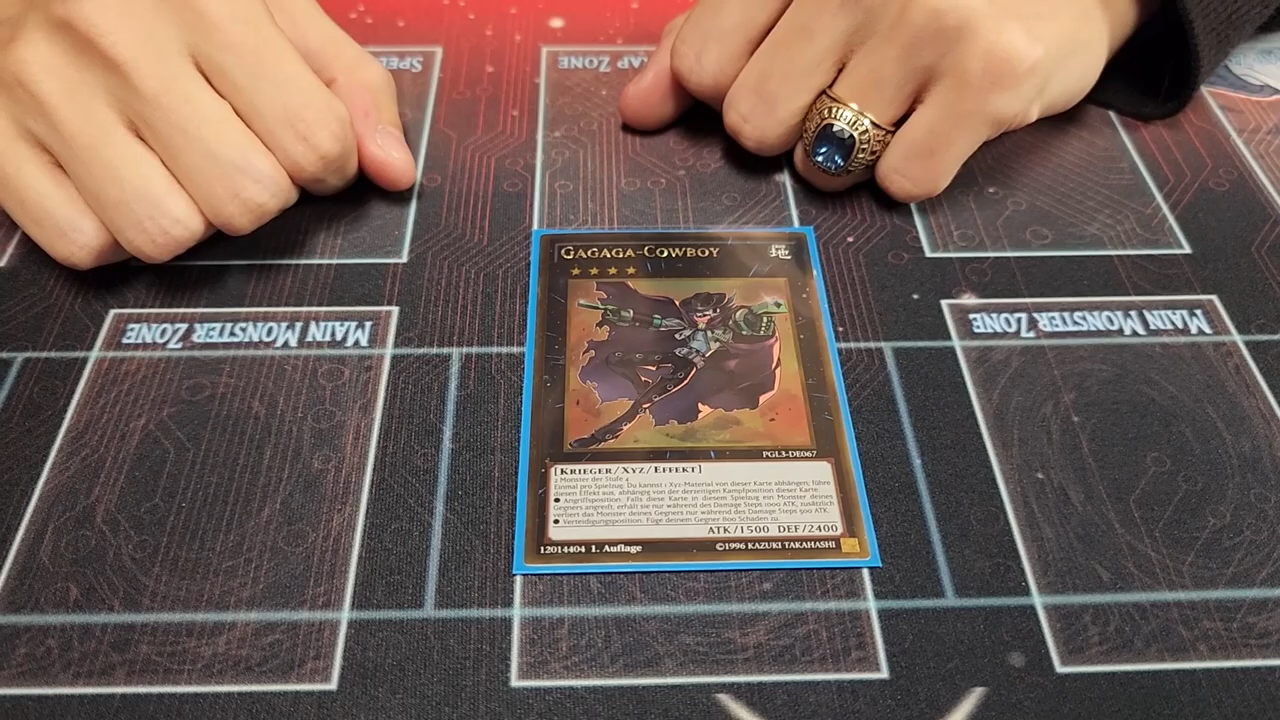 SPE
AP ZONE
GAGAGA-COWBOY
地
MAIN MONSTER ZONE
MAIN MONSTER ZONE
PGL3-DE067
[KRIEGER/XYZ/EFFEKT]
2 Monster der Stufe 4
Einmal pro Spielzug: Du kannst 1 Xyz-Material von dieser Karte abhängen; führe
diesen Effekt aus, abhängig von der derzeitigen Kampfposition dieser Karte.
● Angriffsposition: Falls diese Karte in diesem Spielzug ein Monster deines
Gegners angreift, erhält sie nur während des Damage Steps 1000 ATK, zusätzlich
verliert das Monster deines Gegners nur während des Damage Steps 500 ATK.
● Verteidigungsposition: Füge deinem Gegner 800 Schaden zu.
ATK/1500 DEF/2400
12014404 1. Auflage ©1996 KAZUKI TAKAHASHI